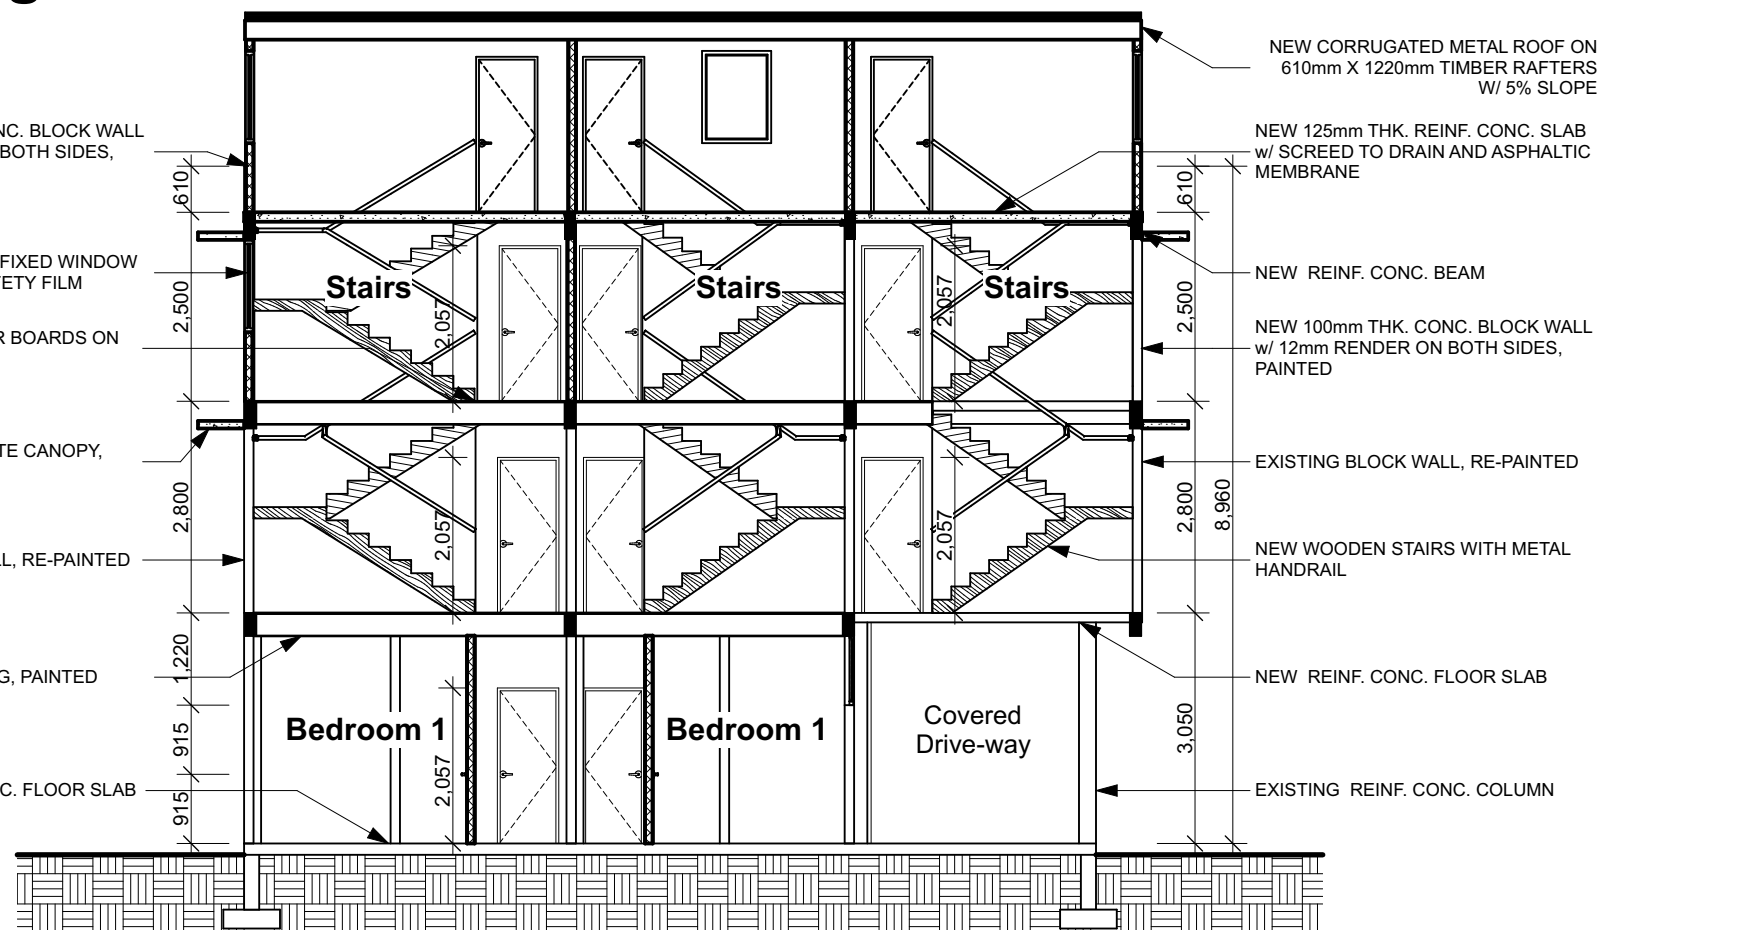 g
NEW CORRUGATED METAL ROOF ON
610mm X 1220mm TIMBER RAFTERS
W/ 5% SLOPE
NEW 125mm THK. REINF. CONC. SLAB
w/ SCREED TO DRAIN AND ASPHALTIC
MEMBRANE
NEW  REINF. CONC. BEAM
NEW 100mm THK. CONC. BLOCK WALL
w/ 12mm RENDER ON BOTH SIDES,
PAINTED
EXISTING BLOCK WALL, RE-PAINTED
NEW WOODEN STAIRS WITH METAL
HANDRAIL
NEW  REINF. CONC. FLOOR SLAB
EXISTING  REINF. CONC. COLUMN
NC. BLOCK WALL
BOTH SIDES,
FIXED WINDOW
ETY FILM
R BOARDS ON
TE CANOPY,
L, RE-PAINTED
G, PAINTED
C. FLOOR SLAB
610
2,500
2,800
1,220
915
915
Stairs
Stairs
Stairs
2,057
2,057
2,057
2,057
Bedroom 1
Bedroom 1
2,057
Covered
Drive-way
610
2,500
2,800
3,050
8,960